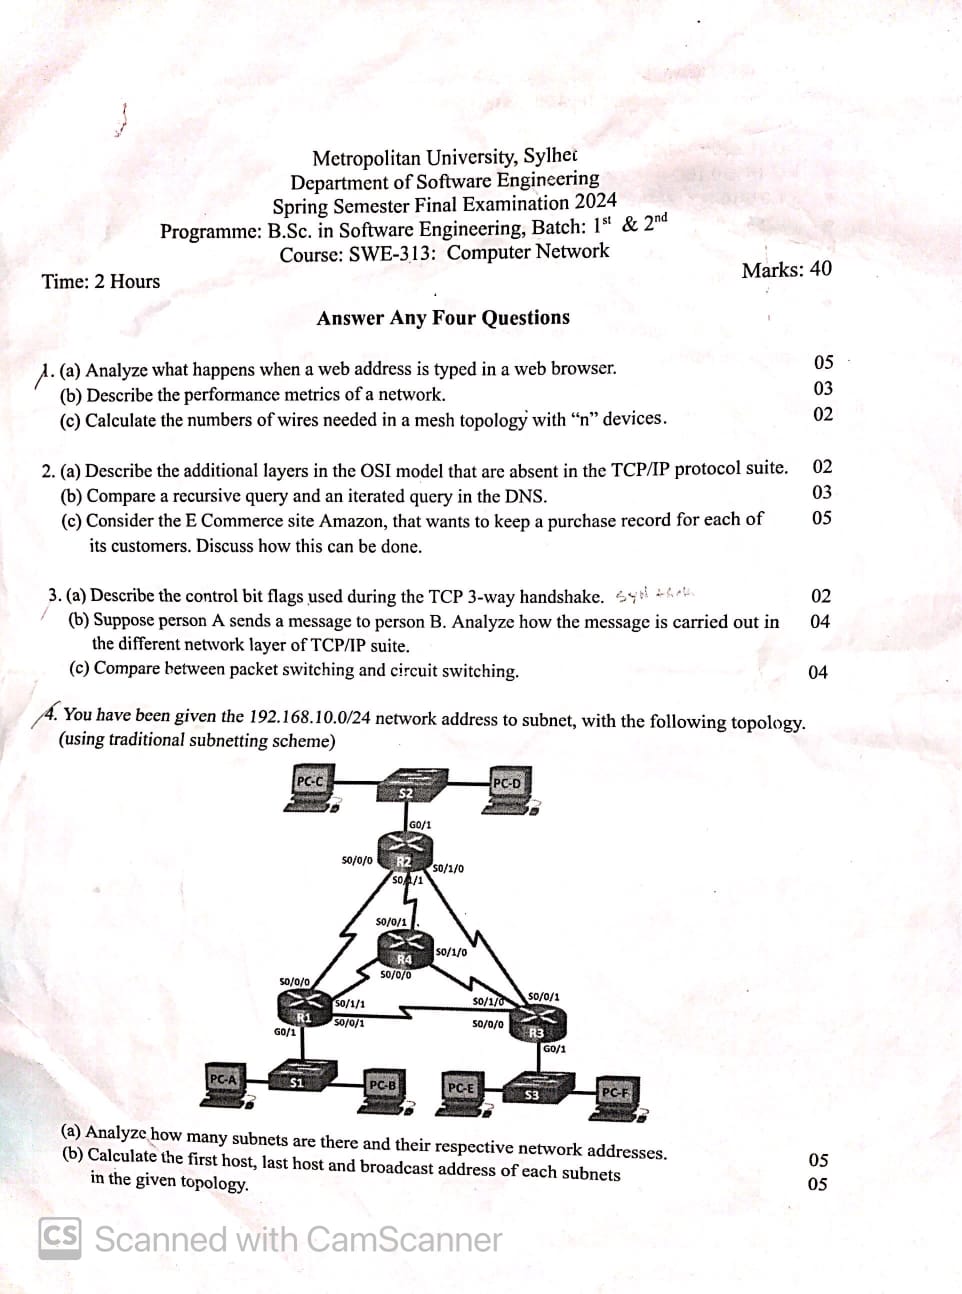 Metropolitan University, Sylhet
Department of Software Engineering
Spring Semester Final Examination 2024
Programme: B.Sc. in Software Engineering, Batch: 1st & 2nd
Course: SWE-313: Computer Network
Time: 2 Hours
Marks: 40
Answer Any Four Questions
1. (a) Analyze what happens when a web address is typed in a web browser. 05
(b) Describe the performance metrics of a network. 03
(c) Calculate the numbers of wires needed in a mesh topology with “n” devices. 02
2. (a) Describe the additional layers in the OSI model that are absent in the TCP/IP protocol suite. 02
(b) Compare a recursive query and an iterated query in the DNS. 03
(c) Consider the E Commerce site Amazon, that wants to keep a purchase record for each of 05
its customers. Discuss how this can be done.
3. (a) Describe the control bit flags used during the TCP 3-way handshake. 02
(b) Suppose person A sends a message to person B. Analyze how the message is carried out in 04
the different network layer of TCP/IP suite.
(c) Compare between packet switching and circuit switching. 04
4. You have been given the 192.168.10.0/24 network address to subnet, with the following topology.
(using traditional subnetting scheme)
PC-C
S2
PC-D
G0/1
S0/0/0
R2
S0/1/0
S0/1/1
S0/0/1
S0/1/0
R4
S0/0/0
S0/0/0
S0/1/1
S0/1/0
S0/0/1
R1
S0/0/1
S0/0/0
R3
G0/1
G0/1
PC-A
S1
PC-B
PC-E
S3
PC-F
(a) Analyze how many subnets are there and their respective network addresses. 05
(b) Calculate the first host, last host and broadcast address of each subnets 05
in the given topology.
CS Scanned with CamScanner